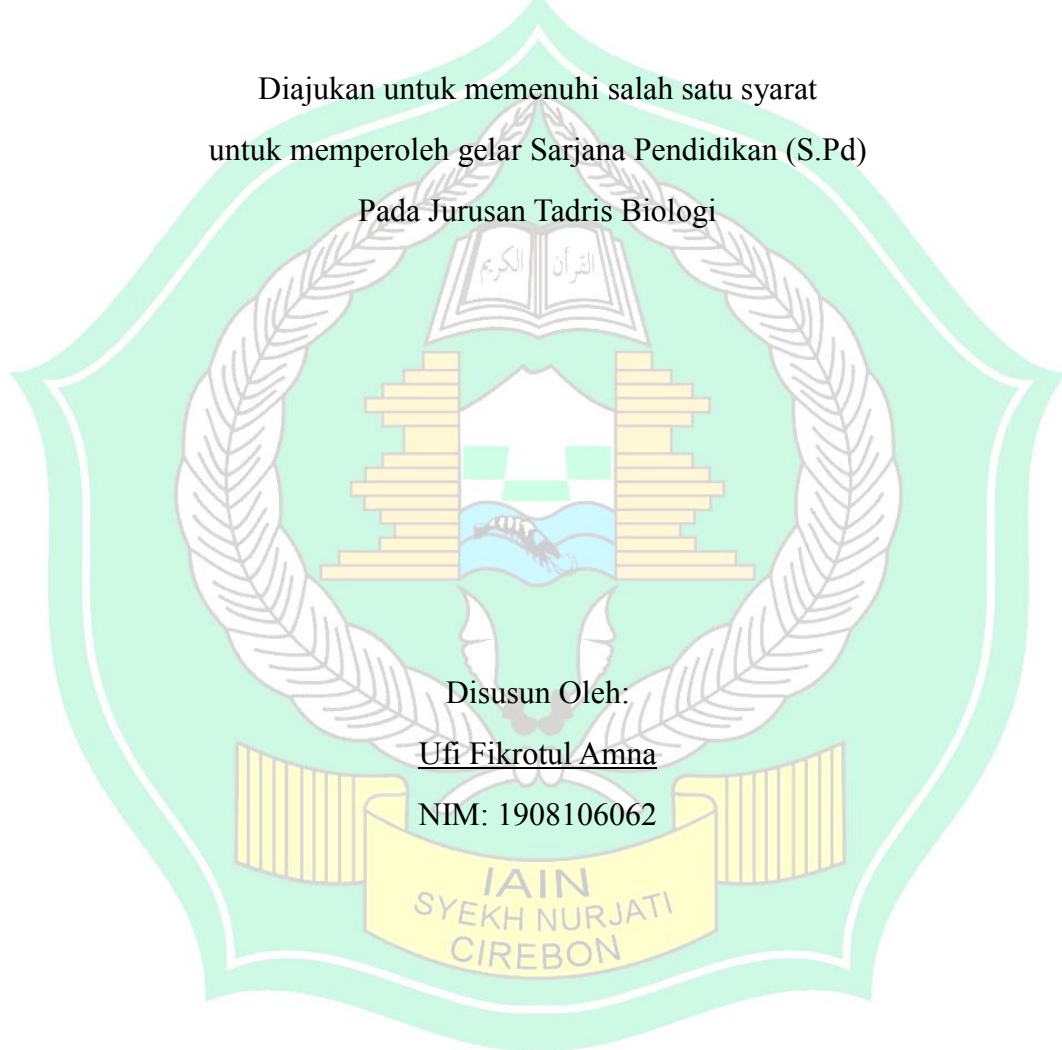 Diajukan untuk memenuhi salah satu syarat
untuk memperoleh gelar Sarjana Pendidikan (S.Pd)
Pada Jurusan Tadris Biologi
القرأن الكريم
Disusun Oleh:
Ufi Fikrotul Amna
NIM: 1908106062
IAIN
SYEKH NURJATI
CIREBON